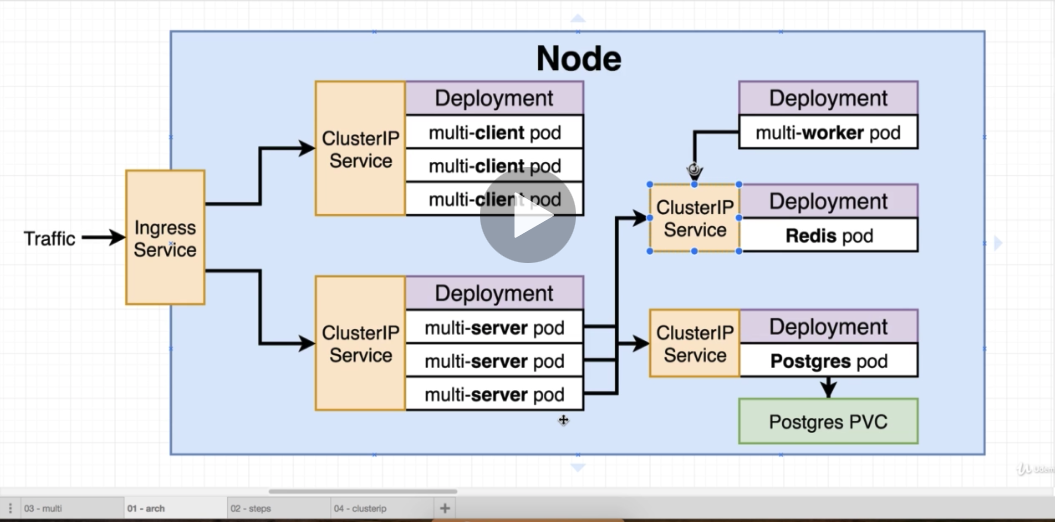 Node
Traffic
Ingress
Service
ClusterIP
Service
Deployment
multi-client pod
multi-client pod
multi-client pod
ClusterIP
Service
Deployment
multi-server pod
multi-server pod
multi-server pod
Deployment
multi-worker pod
ClusterIP
Service
Deployment
Redis pod
ClusterIP
Service
Deployment
Postgres pod
Postgres PVC
03 - multi
01 - arch
02 - steps
04 - clusterip